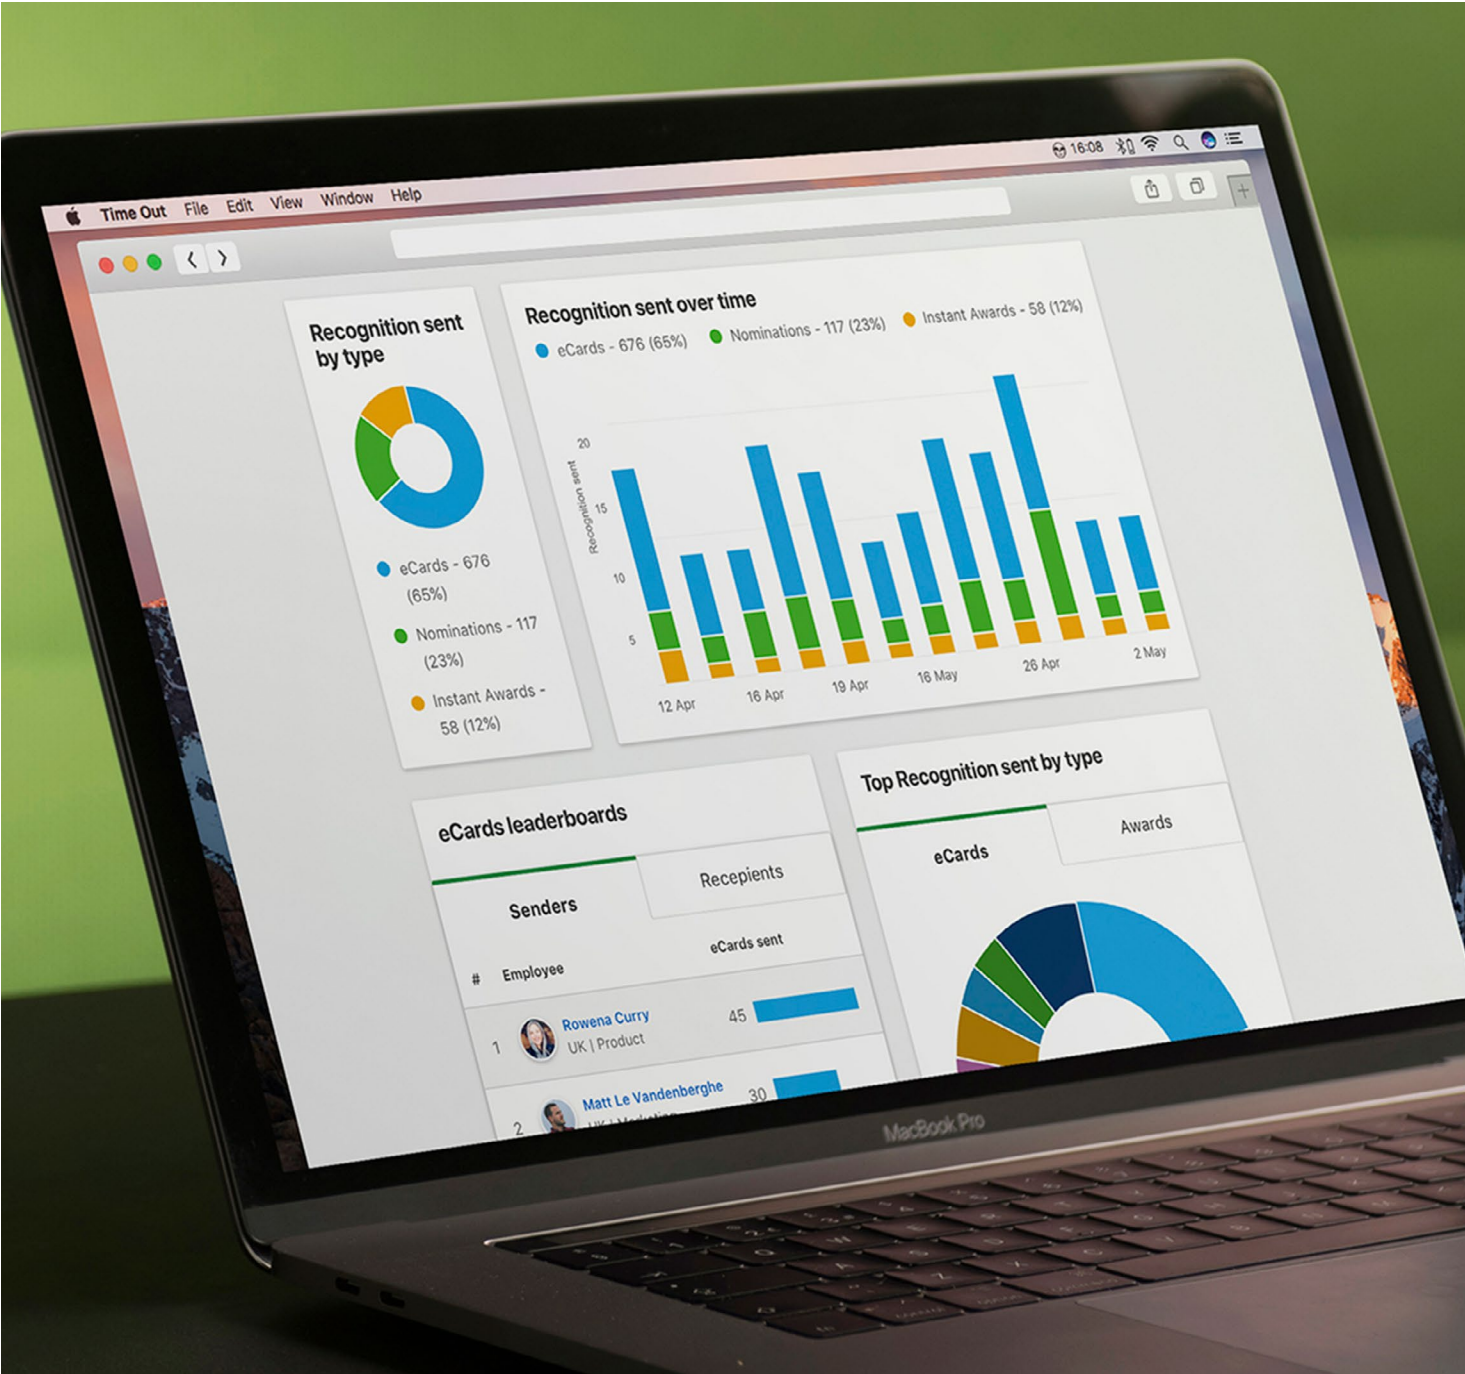 Time Out File Edit View Window Help 16:08
Recognition sent
by type
eCards - 676
(65%)
Nominations - 117
(23%)
Instant Awards -
58 (12%)
Recognition sent over time
eCards - 676 (65%) Nominations - 117 (23%) Instant Awards - 58 (12%)
Recognition sent
20
15
10
5
12 Apr 16 Apr 19 Apr 16 May 26 Apr 2 May
eCards leaderboards
Senders Recepients
# Employee eCards sent
1 Rowena Curry 45
UK | Product
2 Matt Le Vandenberghe 30
UK | Marketing
Top Recognition sent by type
eCards Awards
MacBook Pro